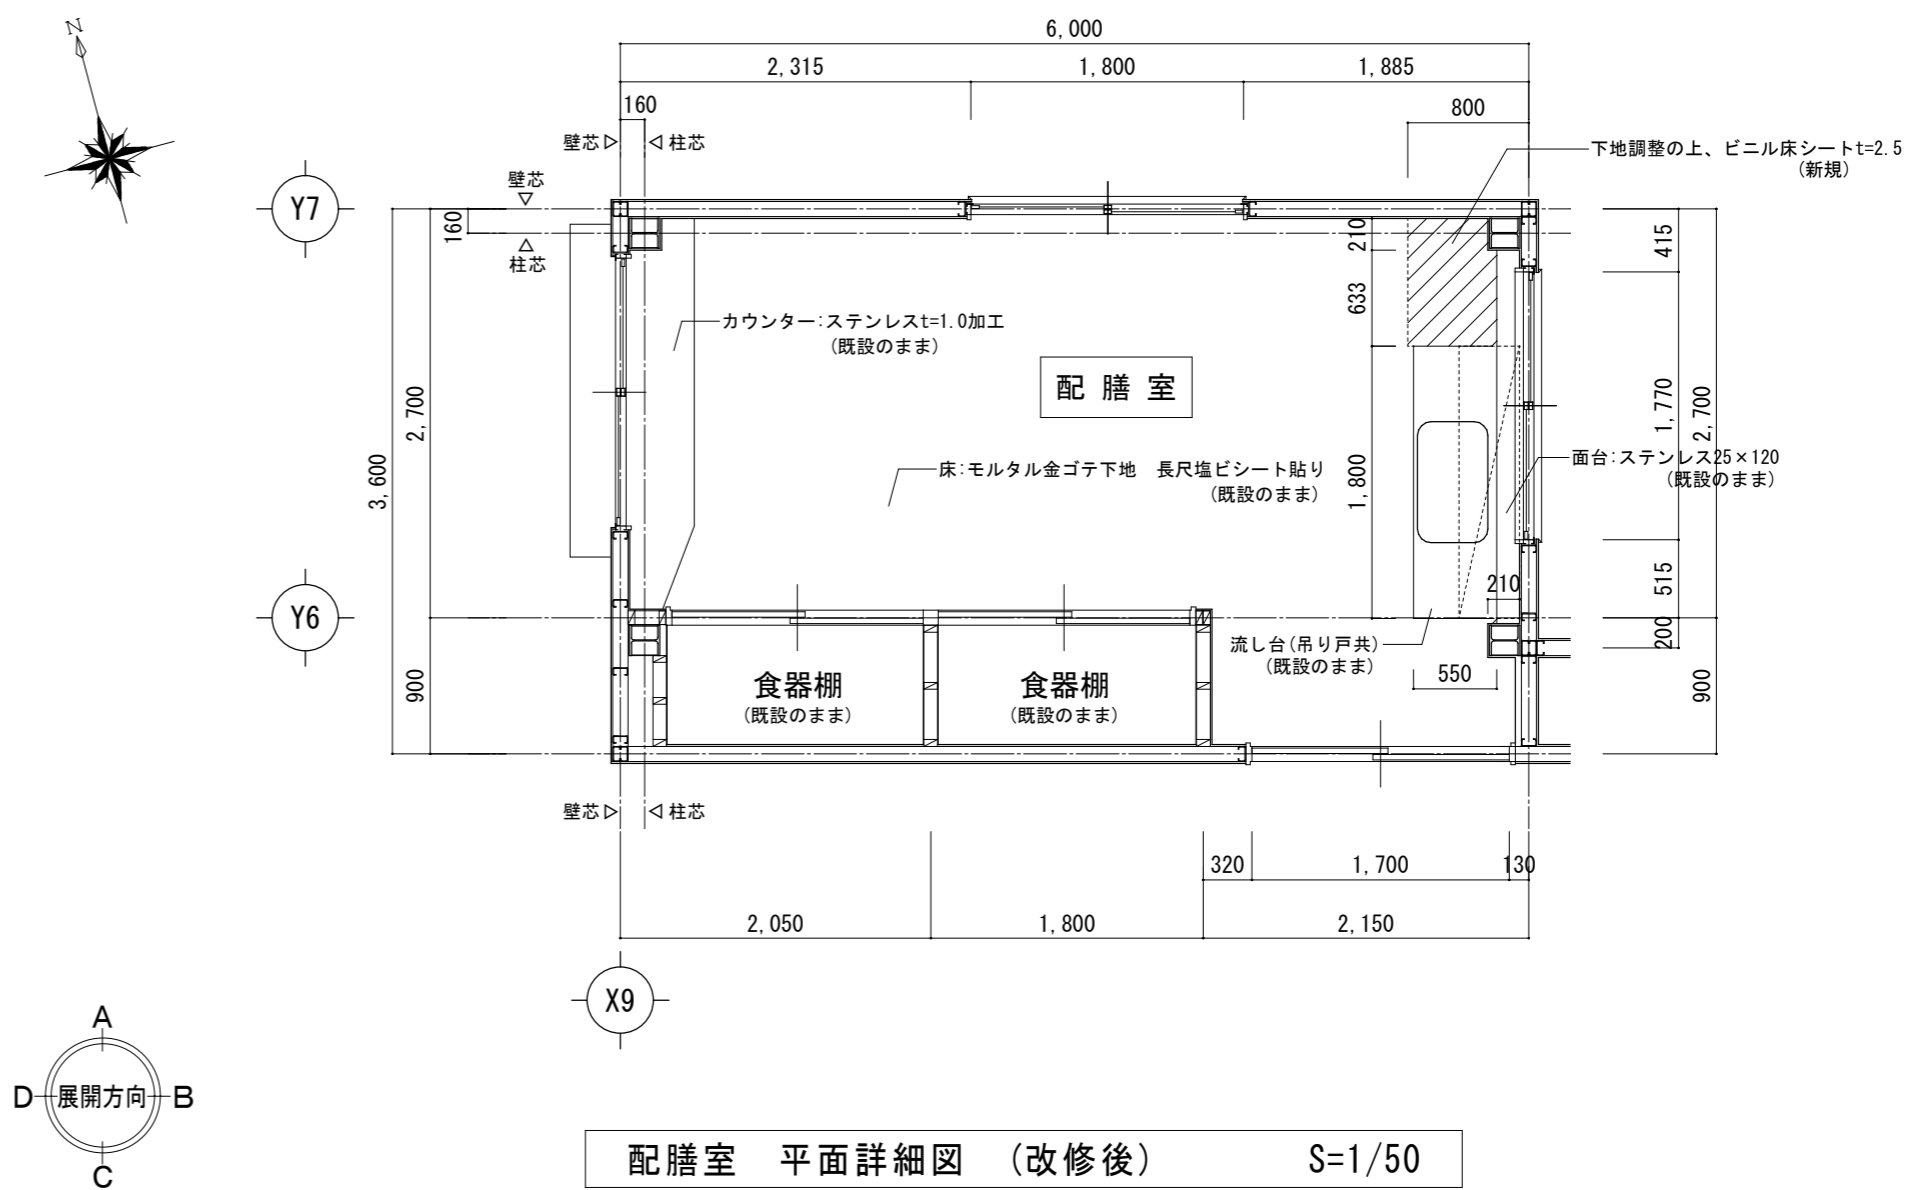 N
6,000
2,315
1,800
1,885
160
800
壁芯
柱芯
下地調整の上、ビニル床シートt=2.5
(新規)
壁芯
Y7
160
柱芯
210
415
633
カウンター:ステンレスt=1.0加工
(既設のまま)
配膳室
2,700
3,600
1,770
2,700
床:モルタル金ゴテ下地 長尺塩ビシート貼り
(既設のまま)
1,800
面台:ステンレス25×120
(既設のまま)
210
515
Y6
200
流し台(吊り戸共)
(既設のまま)
900
食器棚
(既設のまま)
食器棚
(既設のまま)
550
900
壁芯
柱芯
320
1,700
130
2,050
1,800
2,150
X9
A
D
展開方向
B
C
配膳室 平面詳細図 (改修後) S=1/50